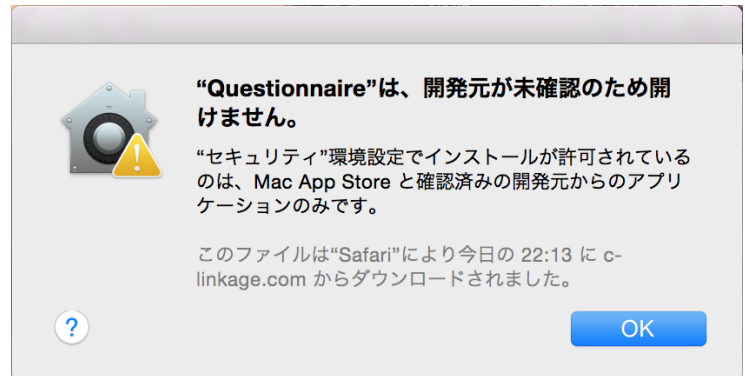 “Questionnaire”は、開発元が未確認のため開
けません。
“セキュリティ”環境設定でインストールが許可されている
のは、Mac App Store と確認済みの開発元からのアプリ
ケーションのみです。
このファイルは“Safari”により今日の 22:13 に c-
linkage.com からダウンロードされました。
? OK